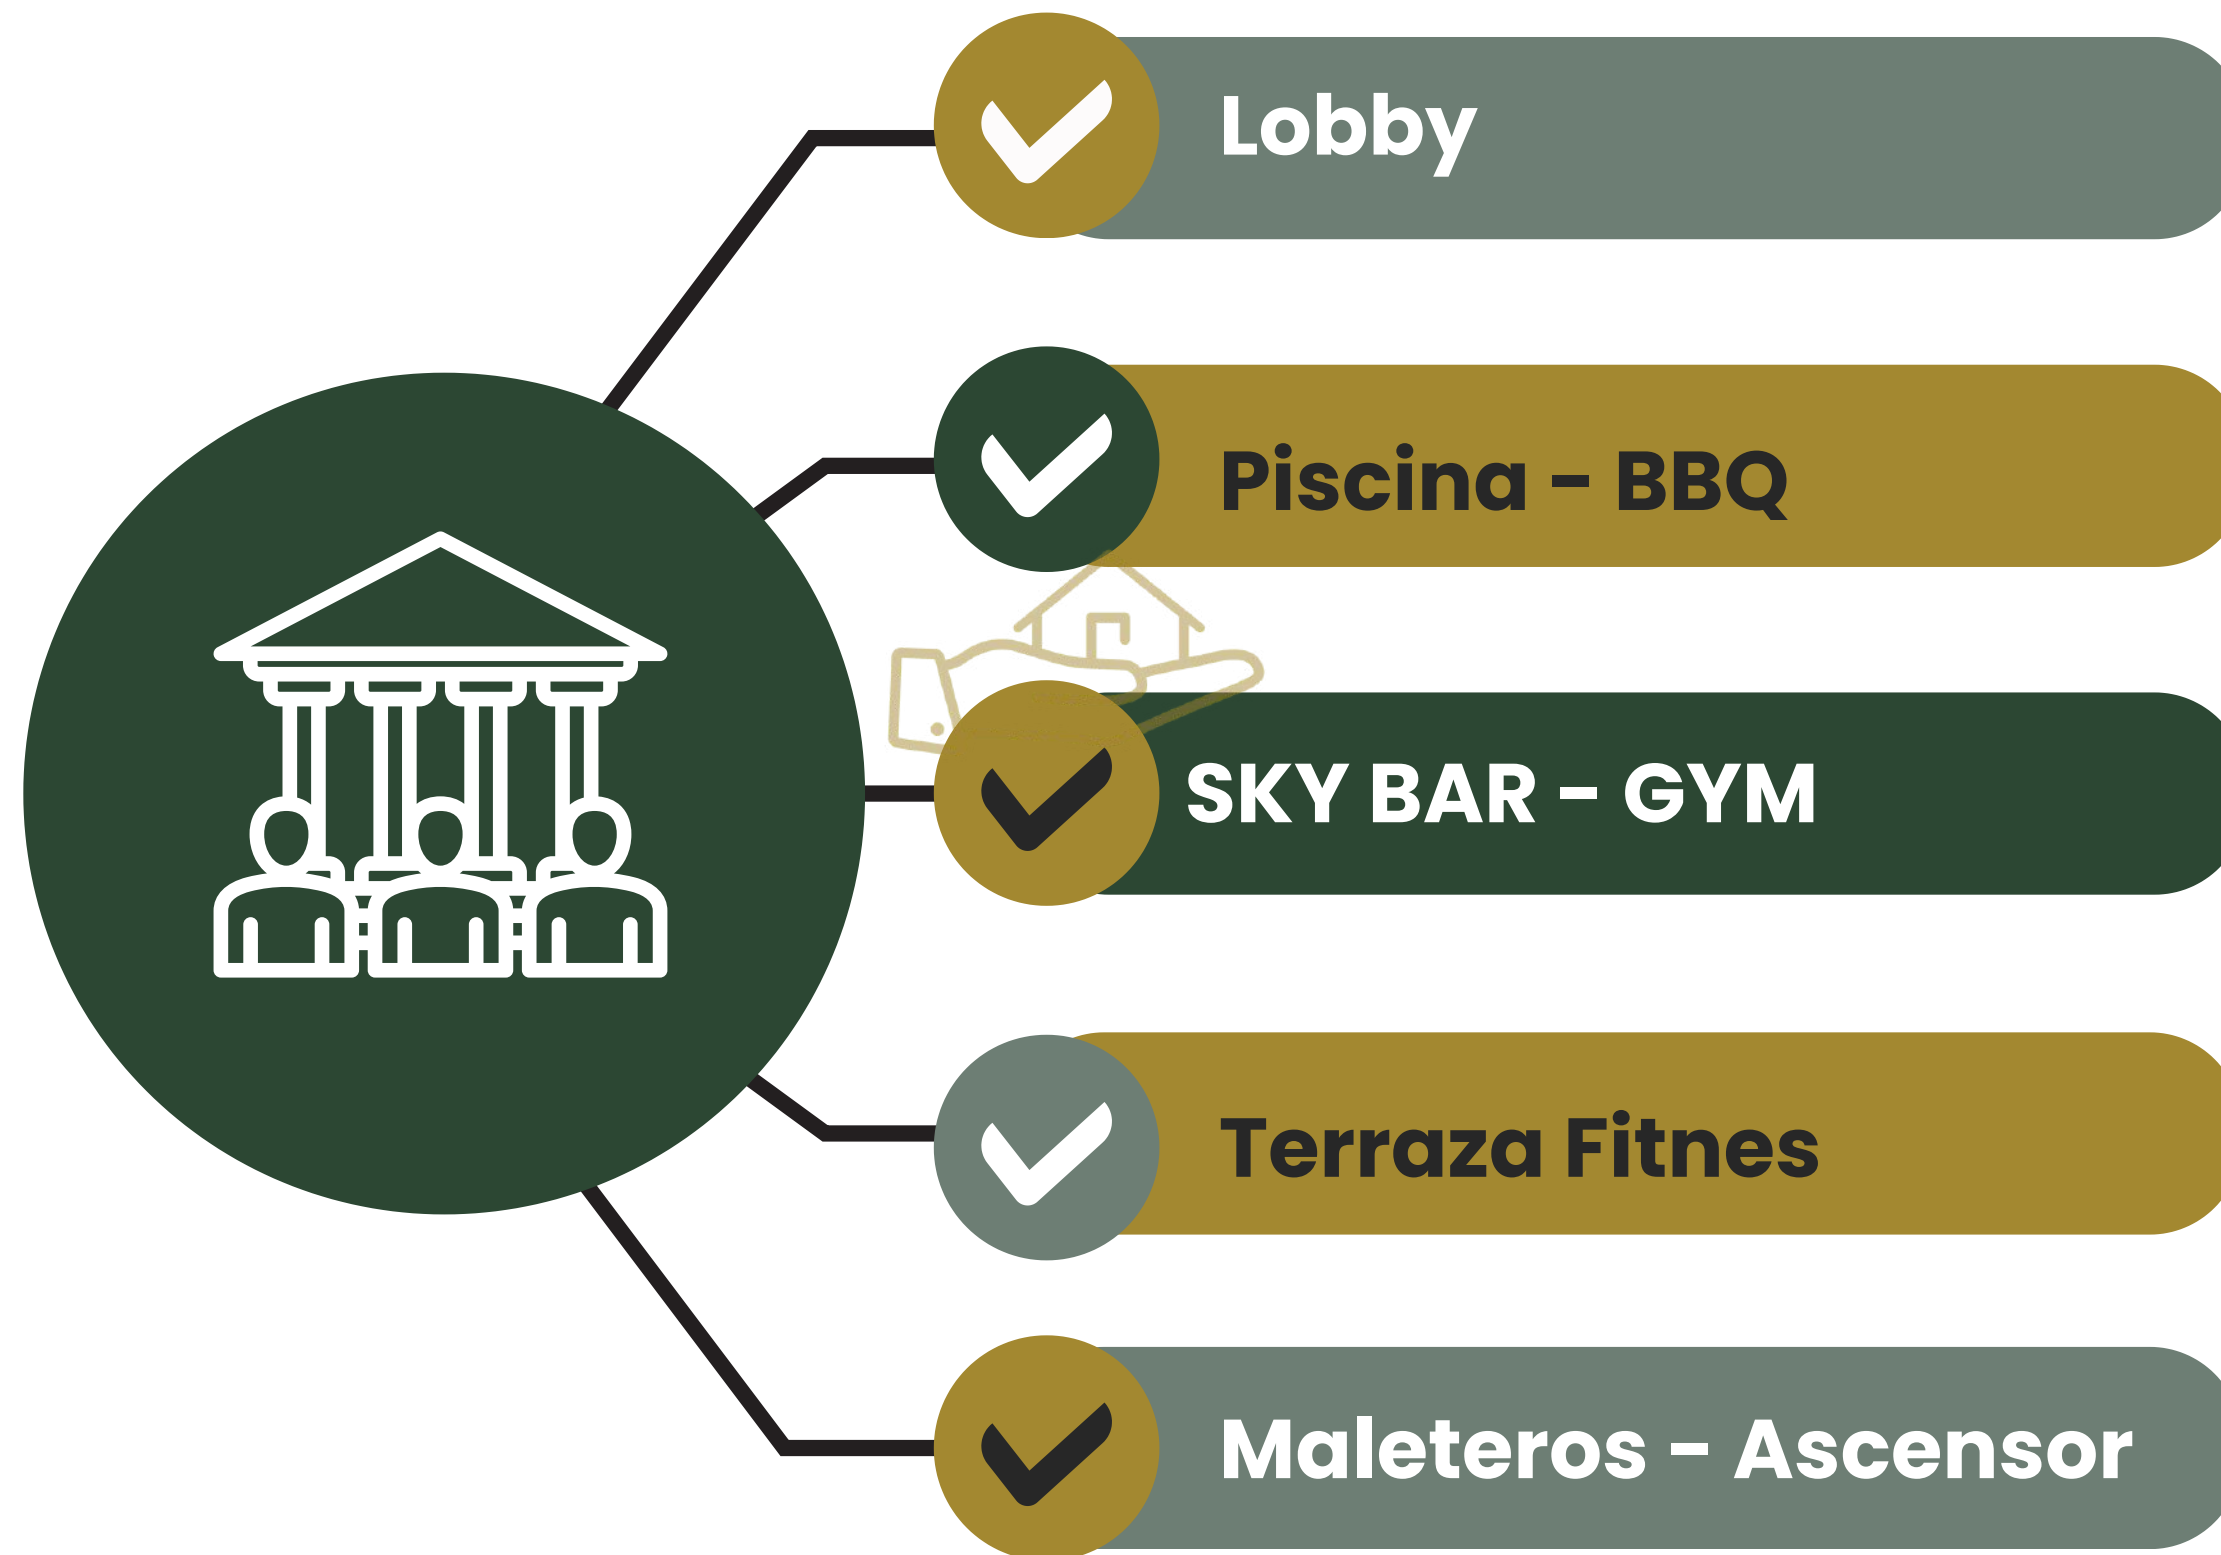 Lobby
Piscina - BBQ
SKY BAR - GYM
Terraza Fitnes
Maleteros - Ascensor